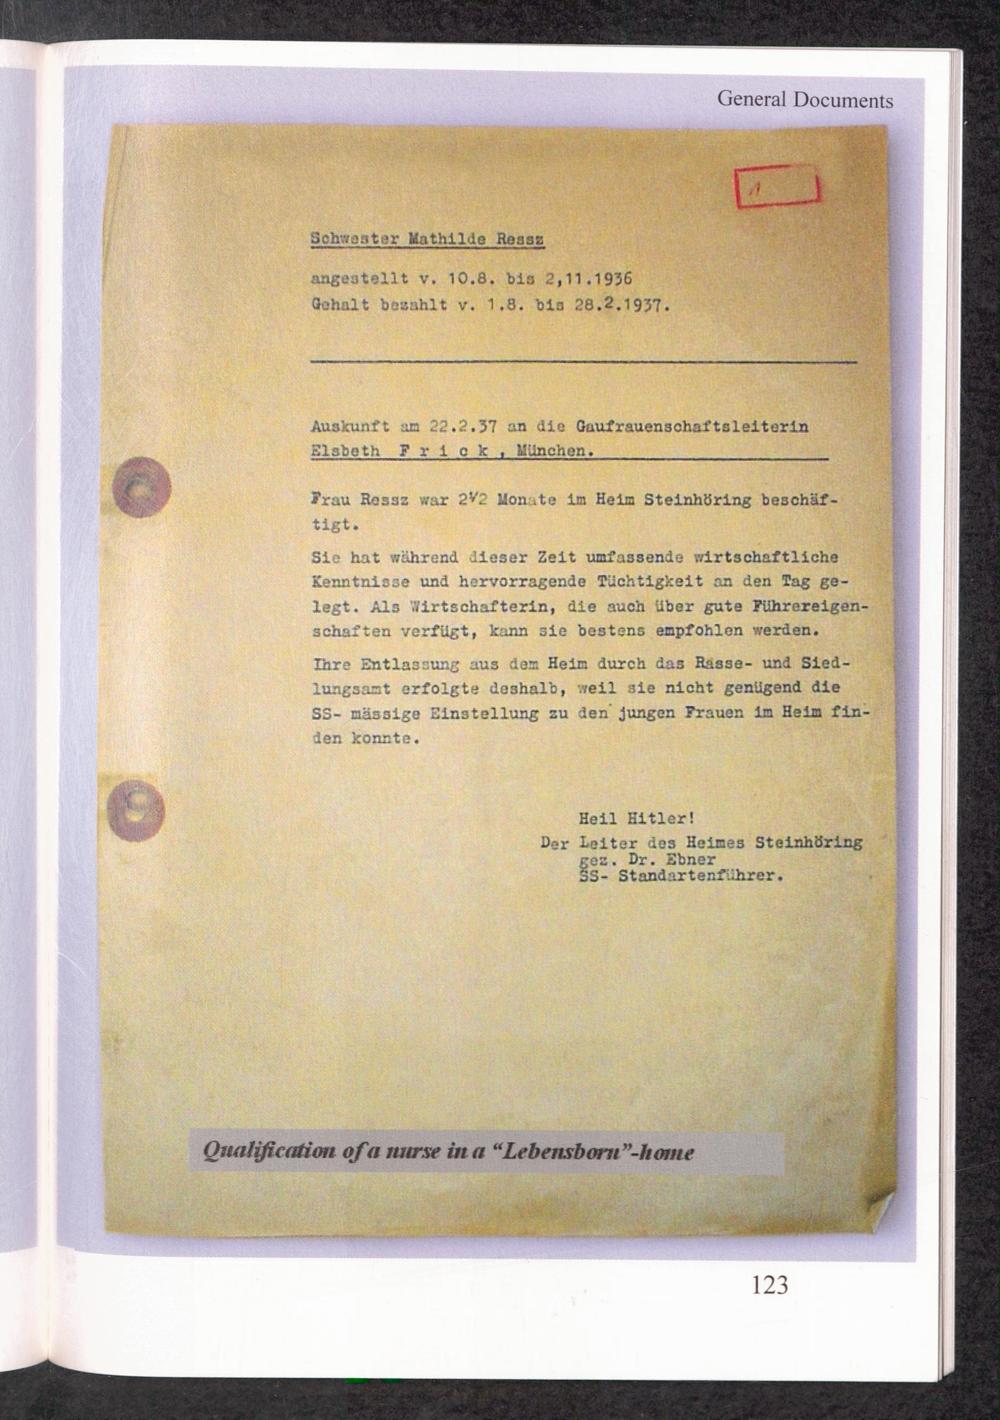 General Documents
1
Schwester Mathilde Ressz
angestellt v. 10.8. bis 2,11.1936
Gehalt bezahlt v. 1.8. bis 28.2.1937.
Auskunft am 22.2.37 an die Gaufrauenschaftsleiterin
Elsbeth F r i c k , München.
Frau Ressz war 2½ Monate im Heim Steinhöring beschäf-
tigt.
Sie hat während dieser Zeit umfassende wirtschaftliche
Kenntnisse und hervorragende Tüchtigkeit an den Tag ge-
legt. Als Wirtschafterin, die auch über gute Führereigen-
schaften verfügt, kann sie bestens empfohlen werden.
Ihre Entlassung aus dem Heim durch das Rasse- und Sied-
lungsamt erfolgte deshalb, weil sie nicht genügend die
SS- mässige Einstellung zu den jungen Frauen im Heim fin-
den konnte.
Heil Hitler!
Der Leiter des Heimes Steinhöring
gez. Dr. Ebner
SS- Standartenführer.
Qualification of a nurse in a “Lebensborn”-home
123